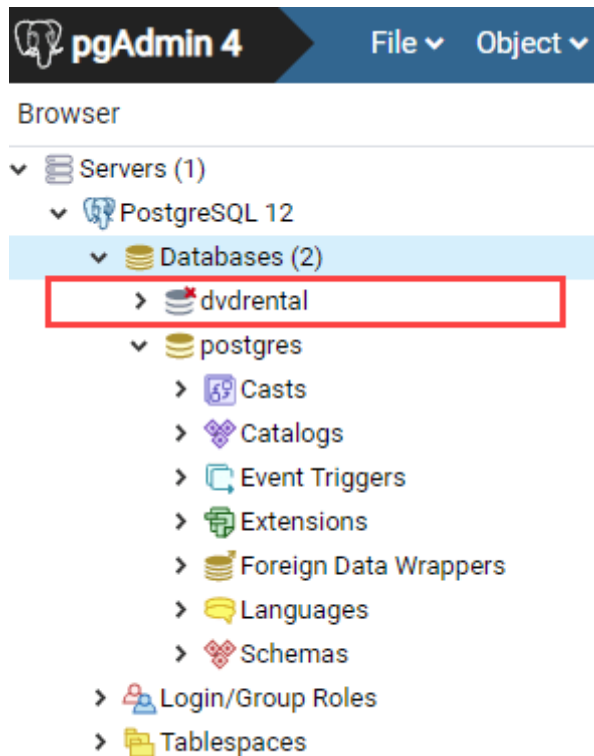 pgAdmin 4 File Object
Browser
Servers (1)
PostgreSQL 12
Databases (2)
dvdrental
postgres
Casts
Catalogs
Event Triggers
Extensions
Foreign Data Wrappers
Languages
Schemas
Login/Group Roles
Tablespaces